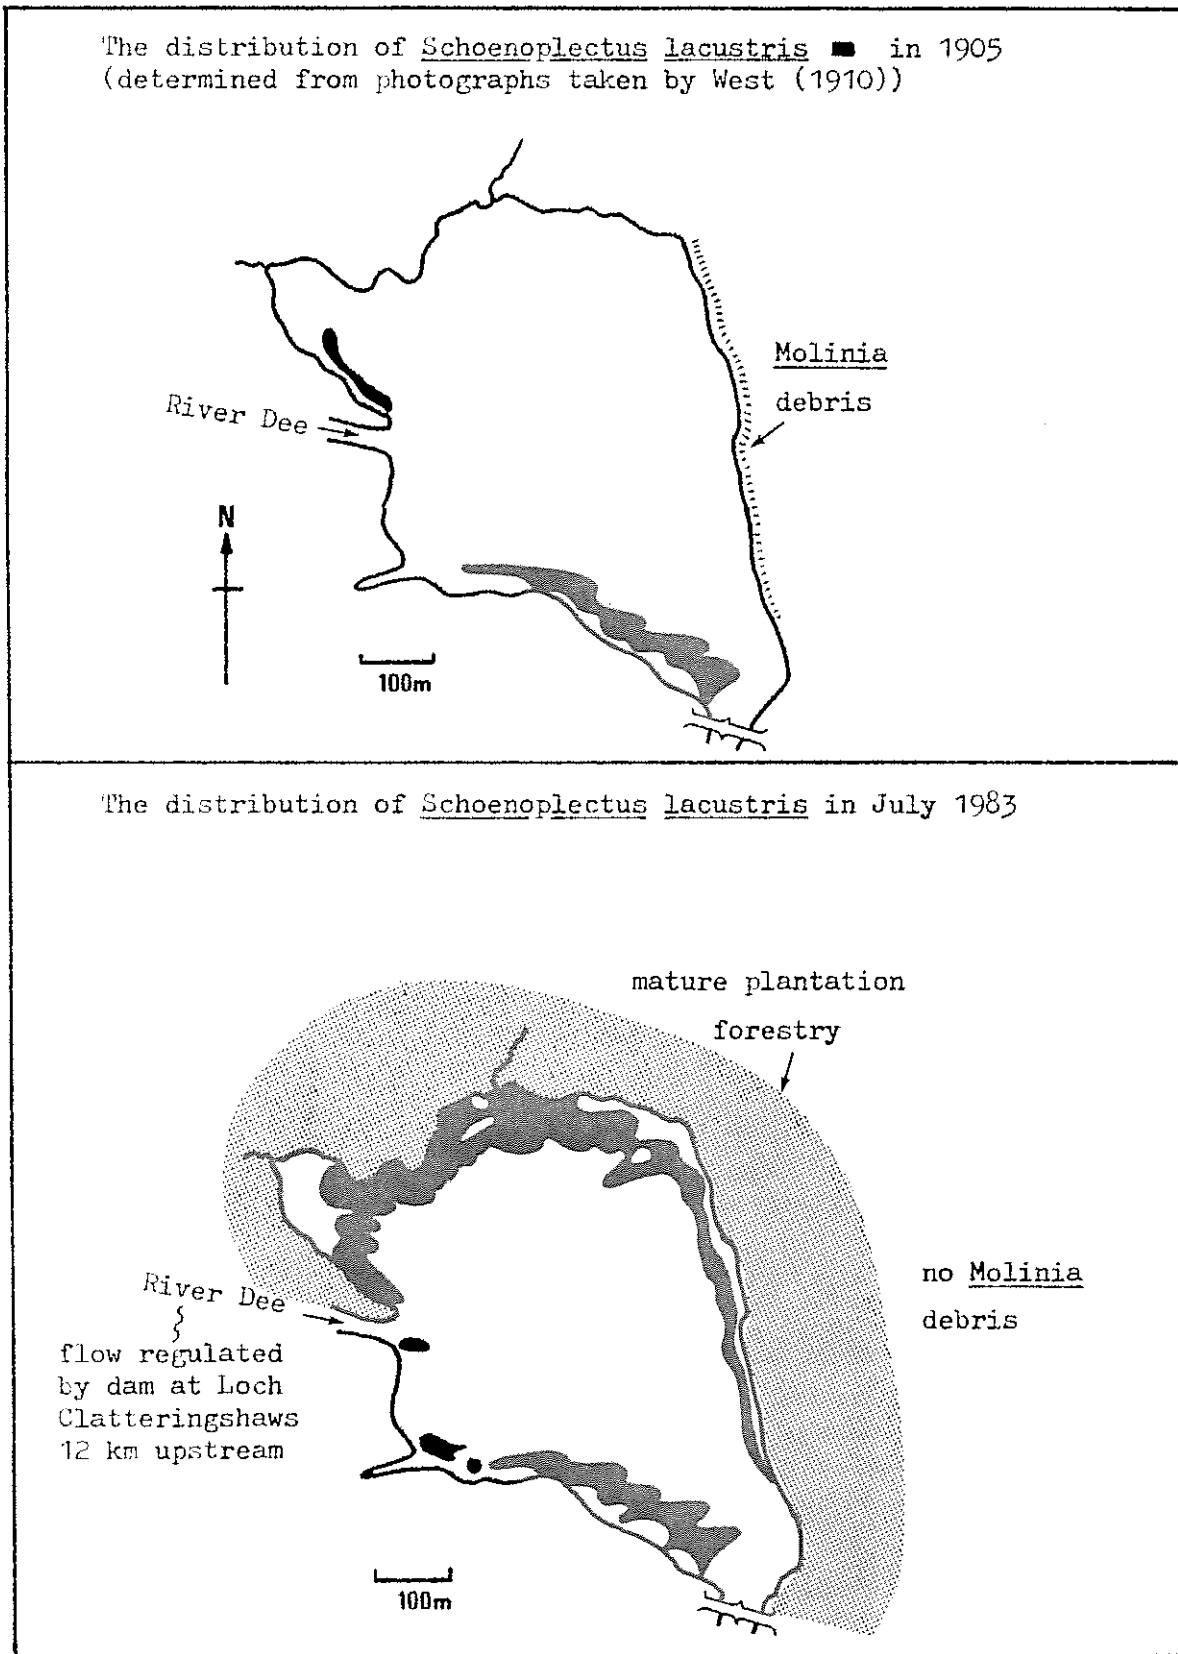 The distribution of Schoenoplectus lacustris in 1905
(determined from photographs taken by West (1910))
Molinia
debris
River Dee
N
100m
The distribution of Schoenoplectus lacustris in July 1983
mature plantation
forestry
no Molinia
debris
River Dee
flow regulated
by dam at Loch
Clatteringshaws
12 km upstream
100m